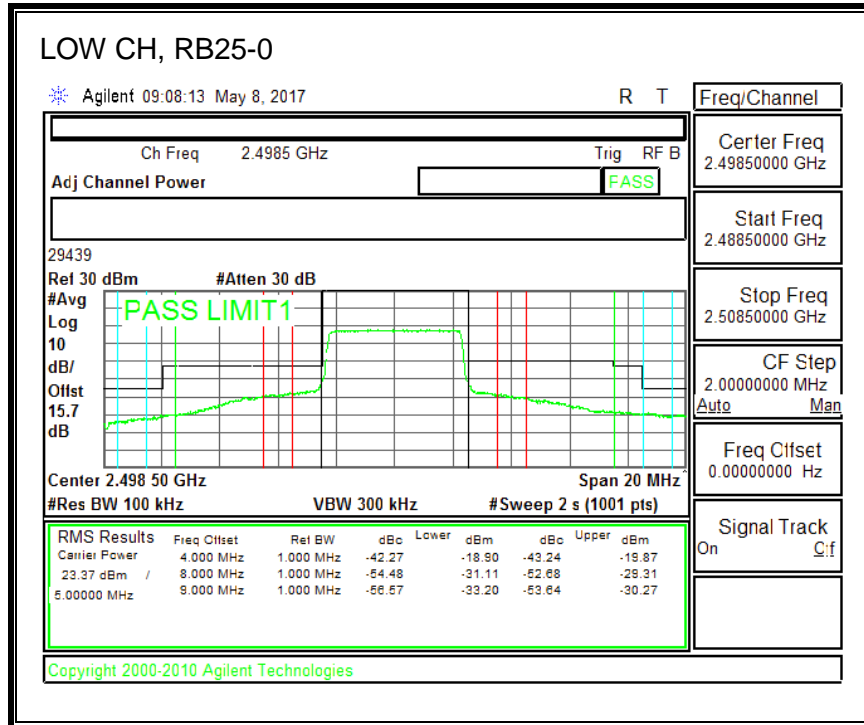 LOW CH, RB25-0
Agilent 09:08:13 May 8, 2017 R T
Freq/Channel
Ch Freq 2.4985 GHz Trig RF B
Adj Channel Power PASS
Center Freq
2.49850000 GHz
Start Freq
2.48850000 GHz
Stop Freq
2.50850000 GHz
CF Step
2.00000000 MHz
Auto Man
Freq Offset
0.00000000 Hz
Signal Track
On Off
29439
Ref 30 dBm #Atten 30 dB
#Avg
Log
10
dB/
Offst
15.7
dB
PASS LIMIT1
Center 2.498 50 GHz Span 20 MHz
#Res BW 100 kHz VBW 300 kHz #Sweep 2 s (1001 pts)
RMS Results Freq Offset Ref BW dBc Lower dBm dBc Upper dBm
Carrier Power 4.000 MHz 1.000 MHz -42.27 -18.90 -43.24 -19.87
23.37 dBm / 8.000 MHz 1.000 MHz -54.48 -31.11 -52.68 -29.31
5.00000 MHz 9.000 MHz 1.000 MHz -56.57 -33.20 -53.64 -30.27
Copyright 2000-2010 Agilent Technologies